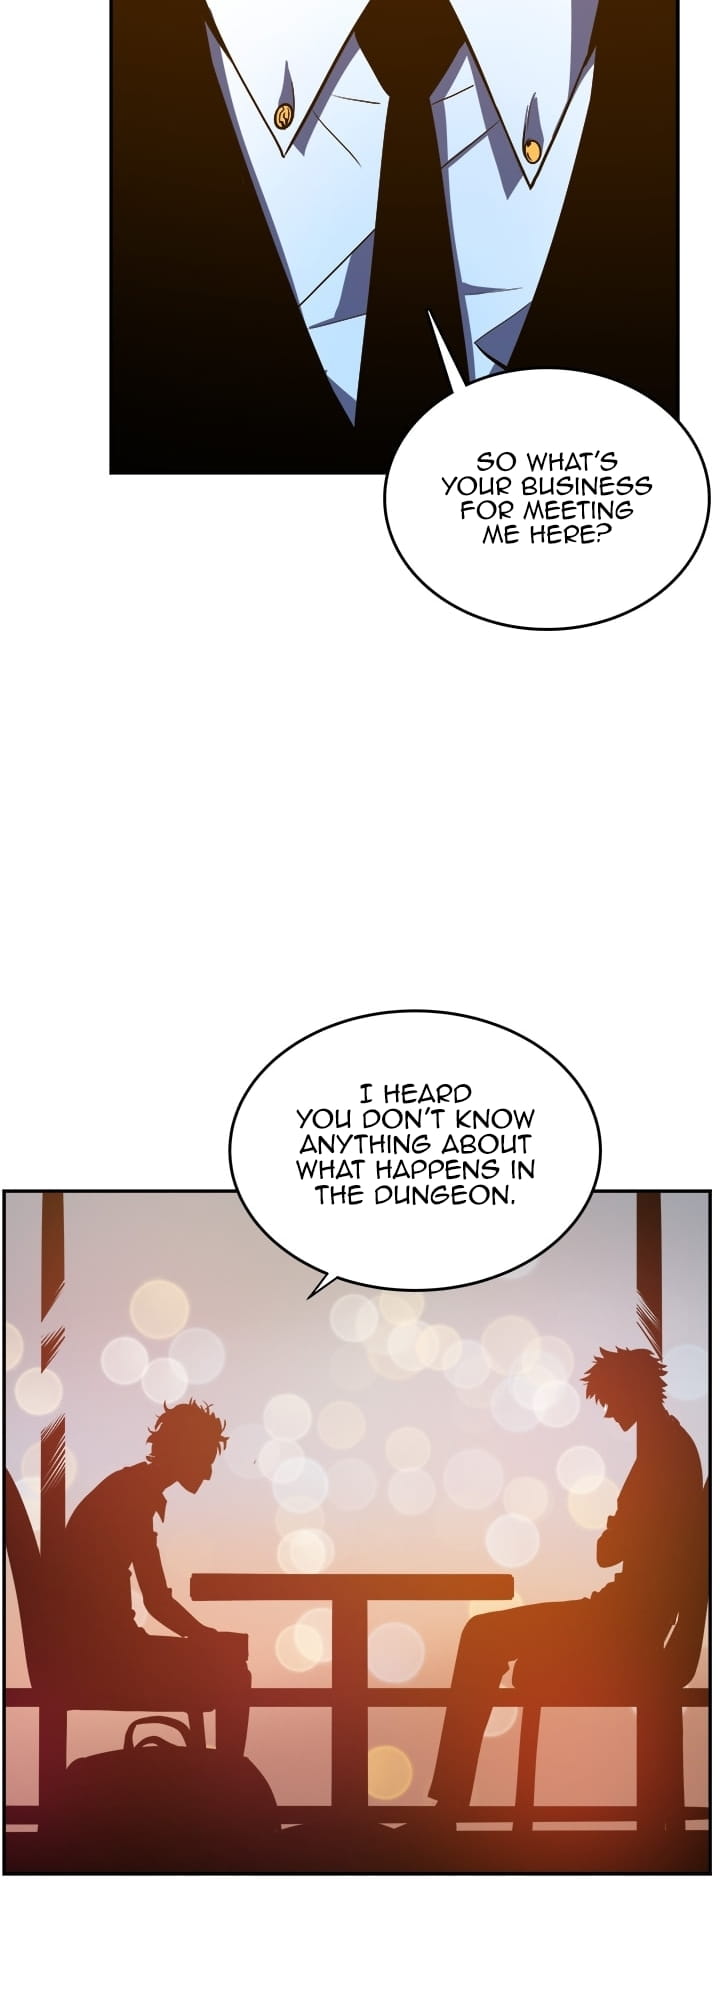 SO WHAT'S
YOUR BUSINESS
FOR MEETING
ME HERE?
I HEARD
YOU DON'T KNOW
ANYTHING ABOUT
WHAT HAPPENS IN
THE DUNGEON.